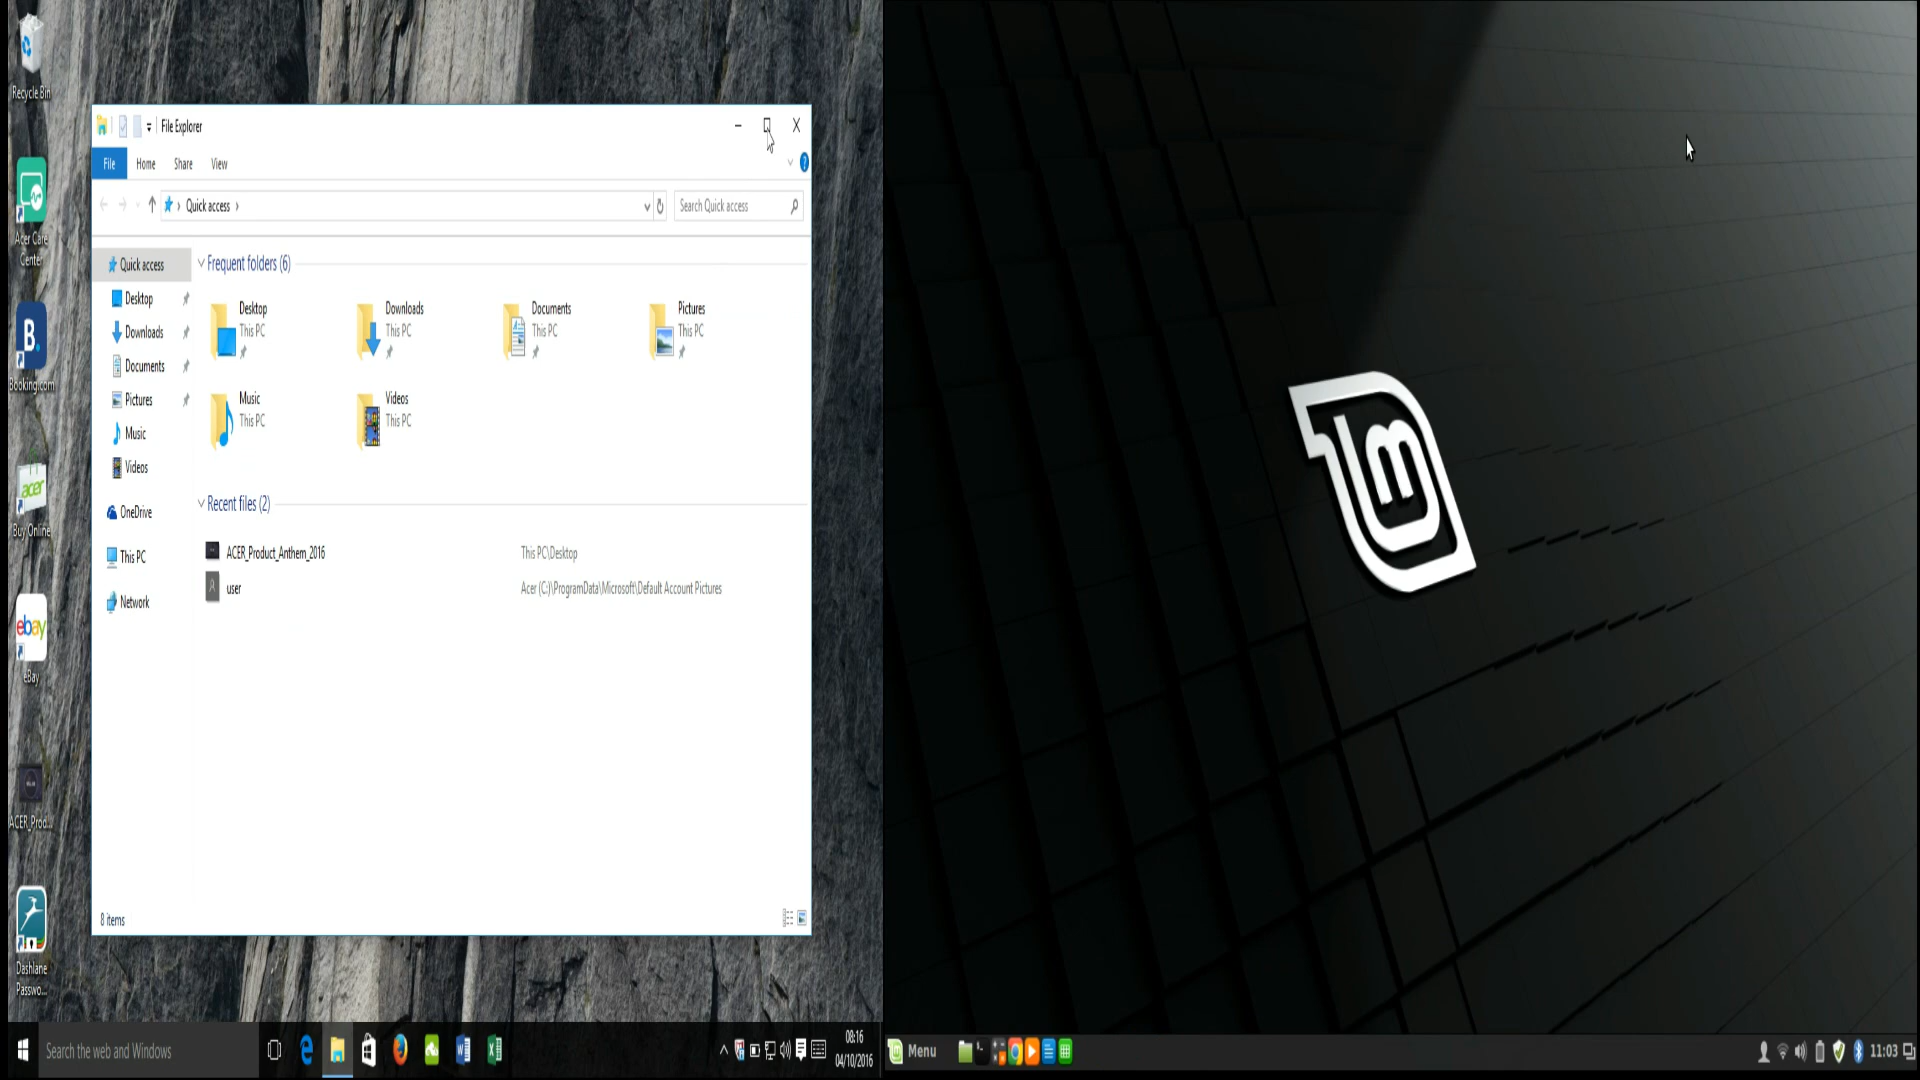 Recycle Bin
Acer Care
Center
B.
Booking.com
acer
Buy Online
ebay
eBay
ACER_Prod...
Dashlane
Passwo...
File Explorer
File Home Share View
Quick access
Search Quick access
Quick access
Desktop
Downloads
Documents
Pictures
Music
Videos
OneDrive
This PC
Network
Frequent folders (6)
Desktop
This PC
Downloads
This PC
Documents
This PC
Pictures
This PC
Music
This PC
Videos
This PC
Recent files (2)
ACER_Product_Anthem_2016 This PC\Desktop
user Acer (C:)\ProgramData\Microsoft\Default Account Pictures
8 items
Search the web and Windows
08:16
04/10/2016
Menu
11:03